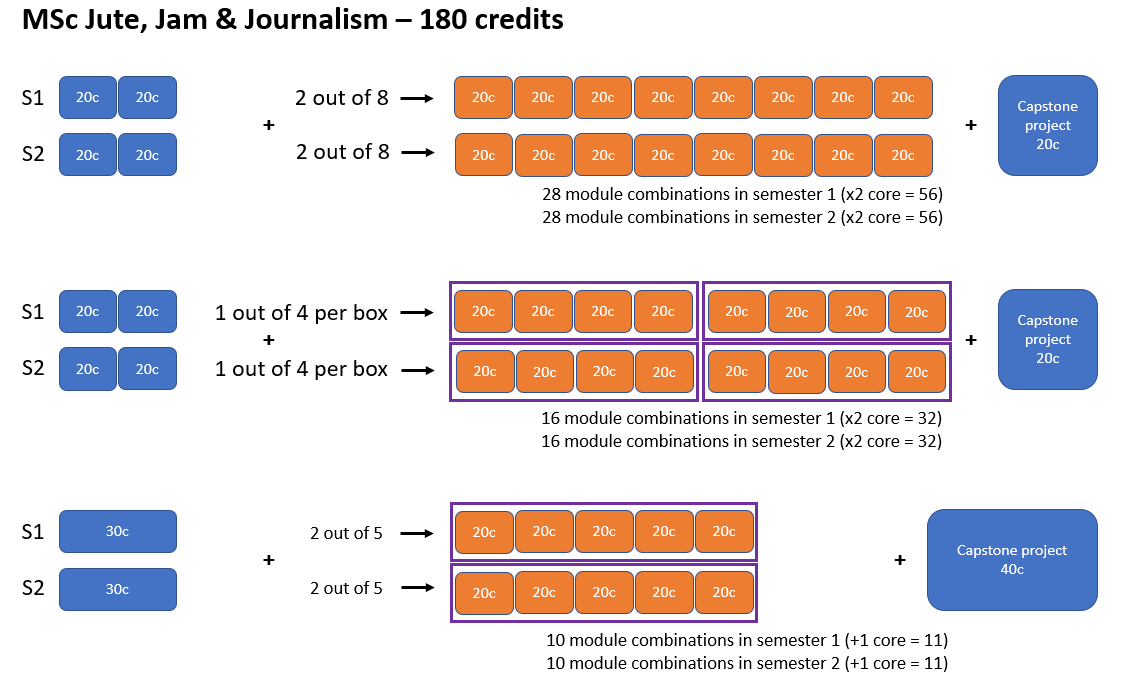 MSc Jute, Jam & Journalism – 180 credits
S1 20c 20c 2 out of 8 20c 20c 20c 20c 20c 20c 20c 20c
+ +
S2 20c 20c 2 out of 8 20c 20c 20c 20c 20c 20c 20c 20c
Capstone
project
20c
28 module combinations in semester 1 (x2 core = 56)
28 module combinations in semester 2 (x2 core = 56)
S1 20c 20c 1 out of 4 per box 20c 20c 20c 20c 20c 20c 20c 20c
+ +
S2 20c 20c 1 out of 4 per box 20c 20c 20c 20c 20c 20c 20c 20c
Capstone
project
20c
16 module combinations in semester 1 (x2 core = 32)
16 module combinations in semester 2 (x2 core = 32)
S1 30c 2 out of 5 20c 20c 20c 20c 20c
+ +
S2 30c 2 out of 5 20c 20c 20c 20c 20c
Capstone project
40c
10 module combinations in semester 1 (+1 core = 11)
10 module combinations in semester 2 (+1 core = 11)